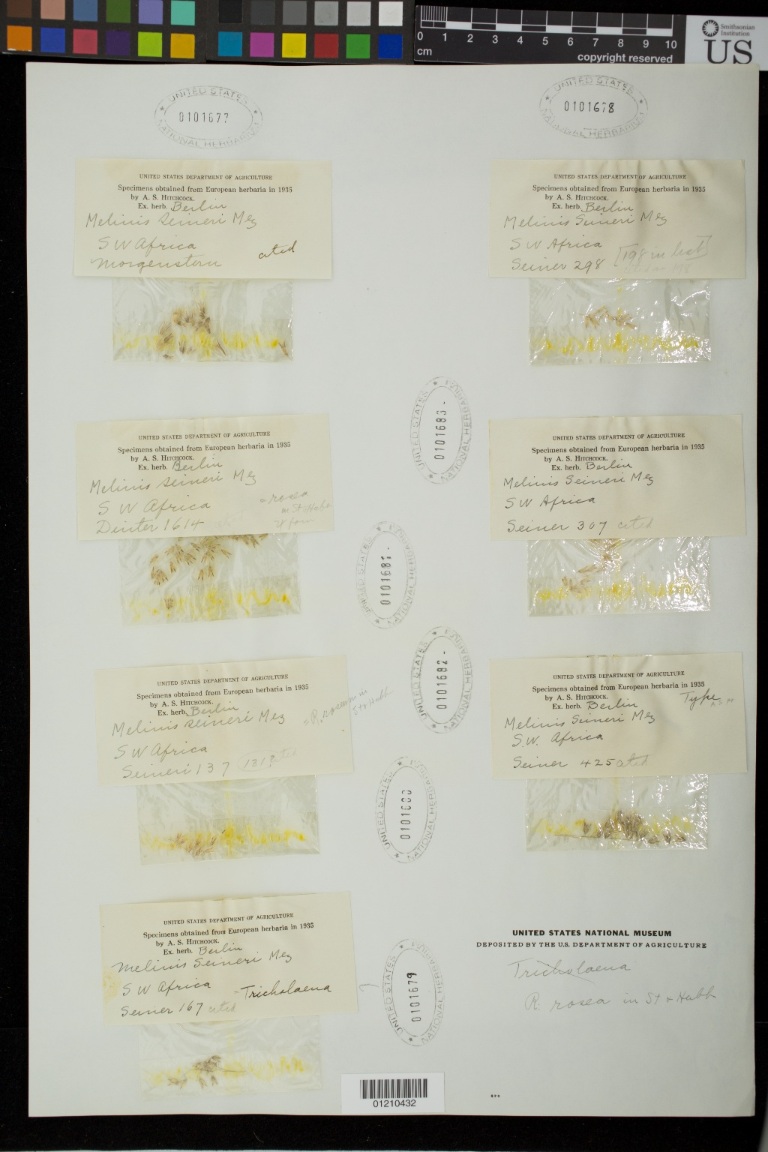 0 1 2 3 4 5 6 7 8 9 10
cm
copyright reserved
Smithsonian
Institution
US
UNITED STATES
0101677
NATIONAL HERBARIUM
UNITED STATES
0101678
NATIONAL HERBARIUM
UNITED STATES DEPARTMENT OF AGRICULTURE
Specimens obtained from European herbaria in 1935
by A. S. HITCHCOCK.
Ex. herb. Berlin
Melinis seineri Mez
S W Africa
Morgenstern cited
UNITED STATES DEPARTMENT OF AGRICULTURE
Specimens obtained from European herbaria in 1935
by A. S. HITCHCOCK.
Ex. herb. Berlin
Melinis Seineri Mez
S W Africa
Seiner 298
UNITED STATES
0101683
NATIONAL HERBARIUM
UNITED STATES DEPARTMENT OF AGRICULTURE
Specimens obtained from European herbaria in 1935
by A. S. HITCHCOCK.
Ex. herb. Berlin
Melinis seineri Mez
S W Africa = rosea
Dinter 1614
UNITED STATES DEPARTMENT OF AGRICULTURE
Specimens obtained from European herbaria in 1935
by A. S. HITCHCOCK.
Ex. herb. Berlin
Melinis Seineri Mez
S W Africa
Seiner 307 cited
UNITED STATES
0101681
NATIONAL HERBARIUM
UNITED STATES
0101682
NATIONAL HERBARIUM
UNITED STATES DEPARTMENT OF AGRICULTURE
Specimens obtained from European herbaria in 1935
by A. S. HITCHCOCK.
Ex. herb. Berlin
Melinis seineri Mez
S W Africa
Seineri 137
UNITED STATES DEPARTMENT OF AGRICULTURE
Specimens obtained from European herbaria in 1935
by A. S. HITCHCOCK.
Ex. herb. Berlin Type
Melinis Seineri Mez
S.W. Africa
Seiner 425 cited
UNITED STATES
NATIONAL HERBARIUM
UNITED STATES DEPARTMENT OF AGRICULTURE
Specimens obtained from European herbaria in 1935
by A. S. HITCHCOCK.
Ex. herb. Berlin
Melinis Seineri Mez
S W Africa - Tricholaena
Seiner 167 cited
UNITED STATES
0101679
NATIONAL HERBARIUM
UNITED STATES NATIONAL MUSEUM
DEPOSITED BY THE U.S. DEPARTMENT OF AGRICULTURE
Tricholaena
R rosea in St & Hubb
01210432